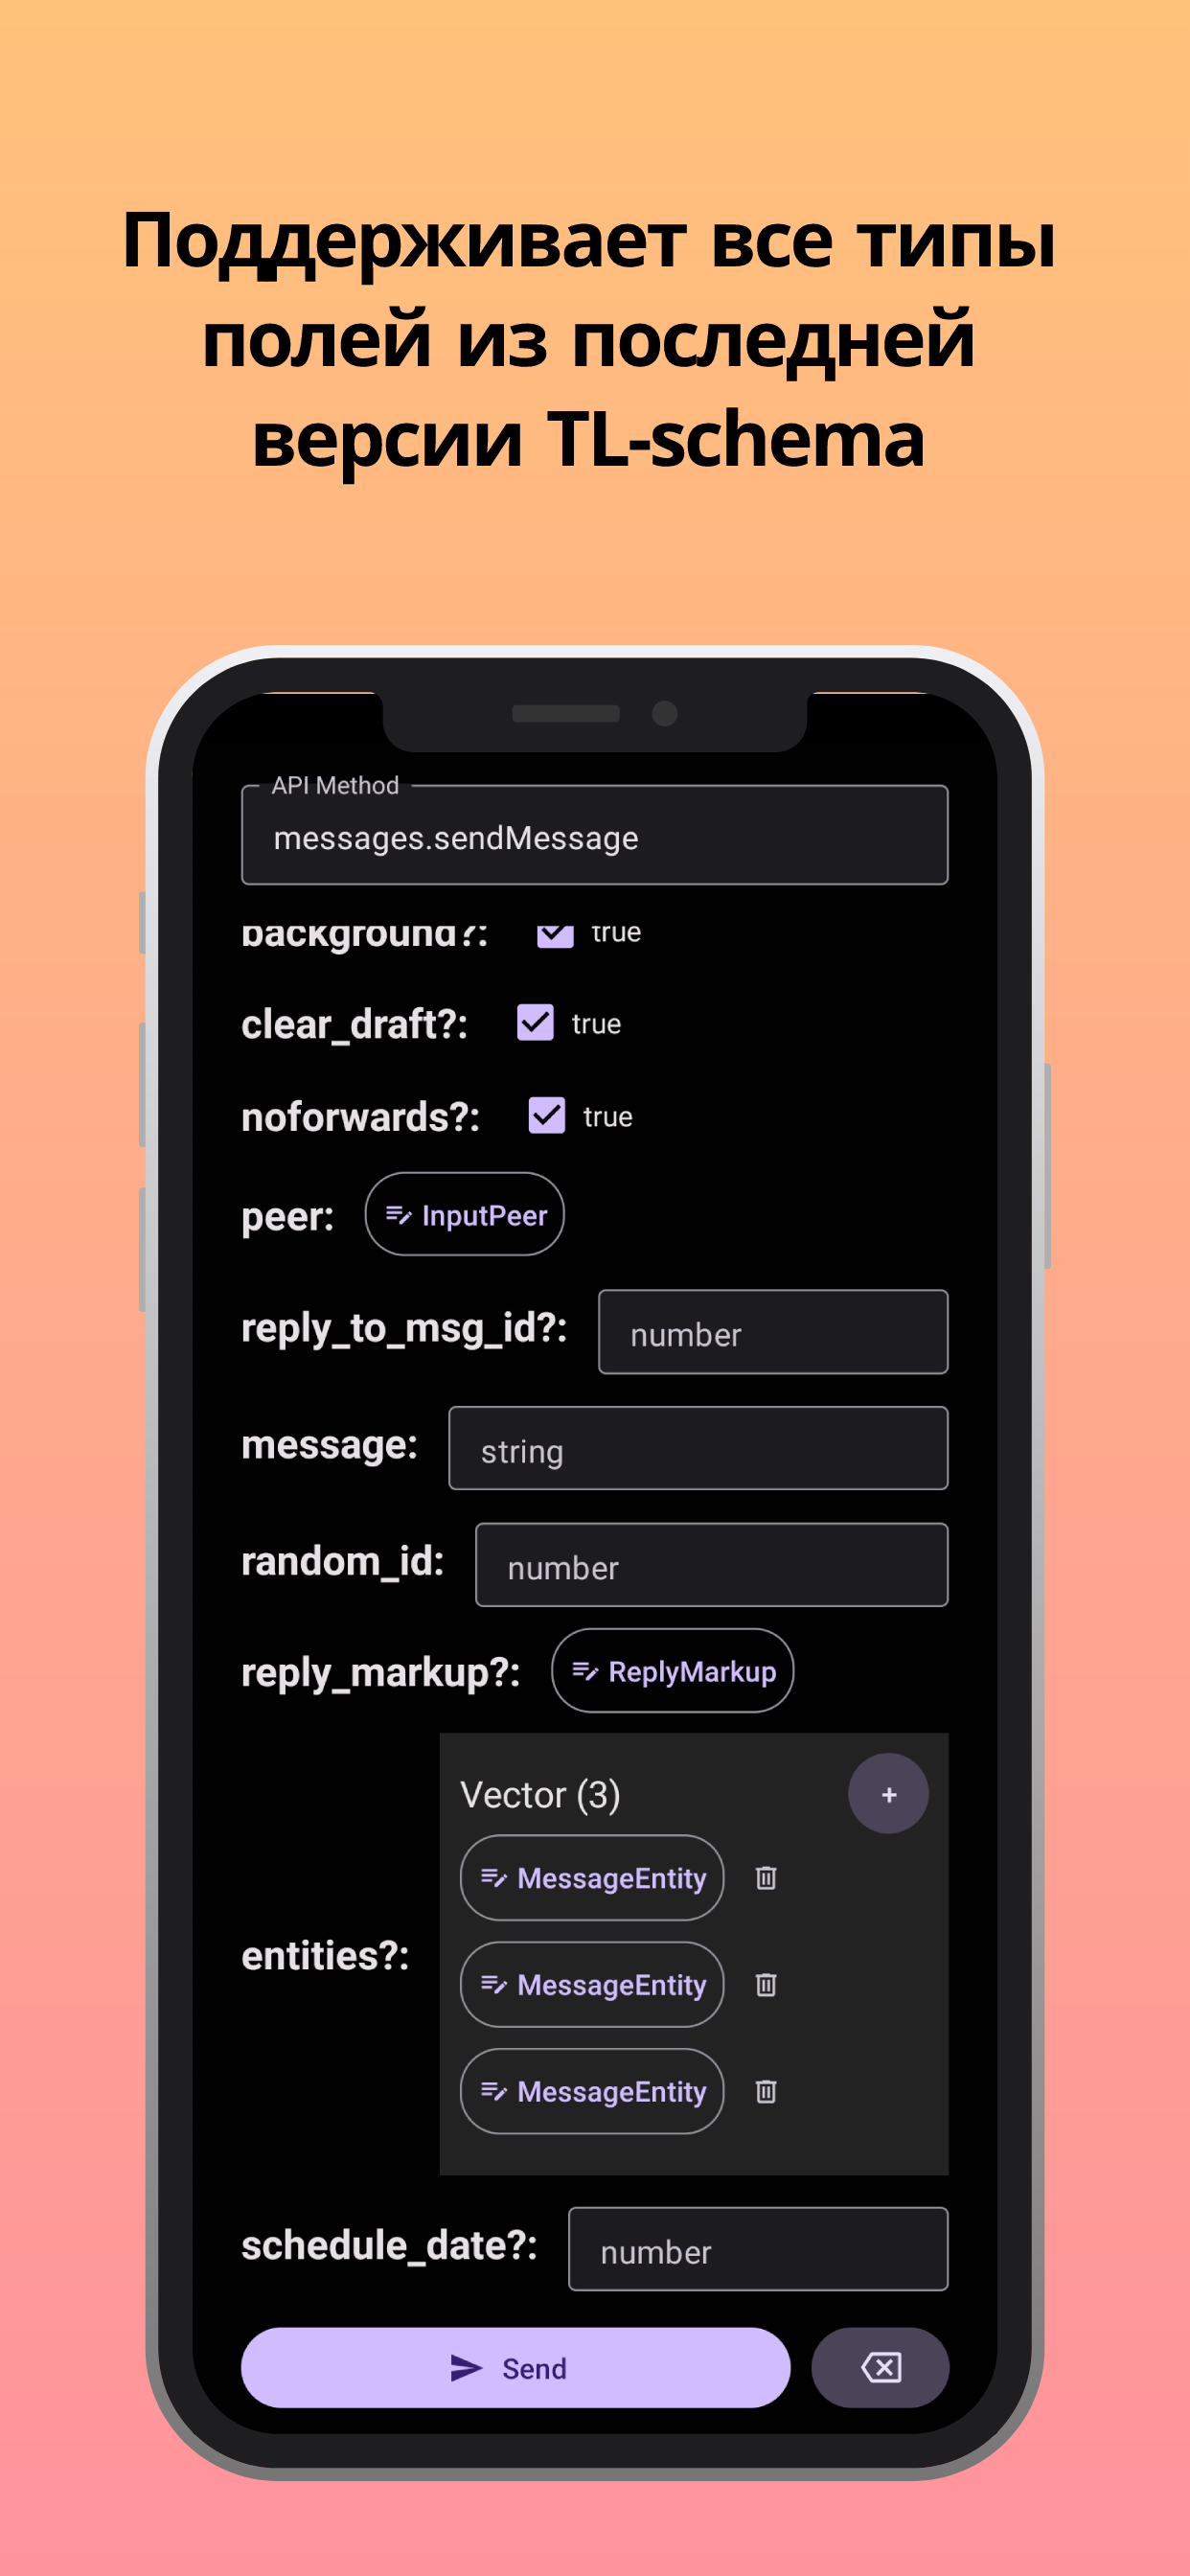 Поддерживает все типы
полей из последней
версии TL-schema
API Method
messages.sendMessage
background?: true
clear_draft?: true
noforwards?: true
peer: InputPeer
reply_to_msg_id?: number
message: string
random_id: number
reply_markup?: ReplyMarkup
Vector (3) +
MessageEntity
entities?:
MessageEntity
MessageEntity
schedule_date?: number
Send